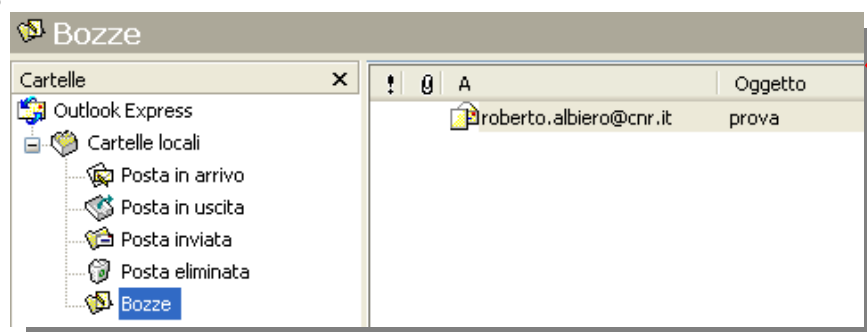 Bozze
Cartelle
Outlook Express
Cartelle locali
Posta in arrivo
Posta in uscita
Posta inviata
Posta eliminata
Bozze
! A Oggetto
roberto.albiero@cnr.it prova